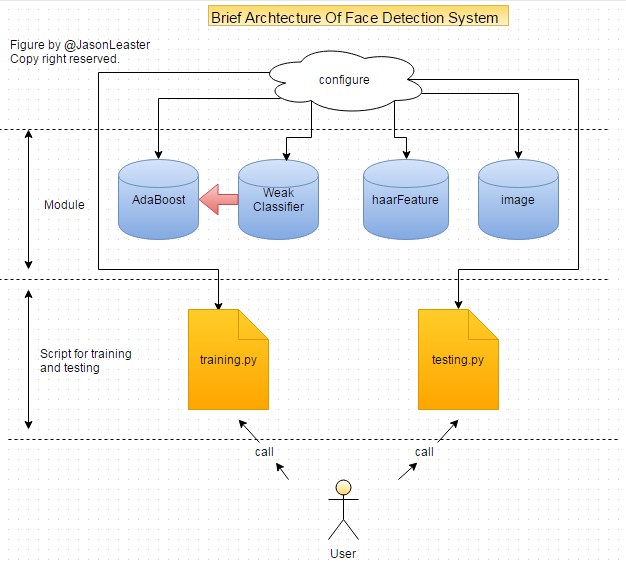 Brief Archtecture Of Face Detection System
Figure by @JasonLeaster
Copy right reserved.
configure
Module
AdaBoost
Weak
Classifier
haarFeature
image
Script for training
and testing
training.py
testing.py
call
call
User